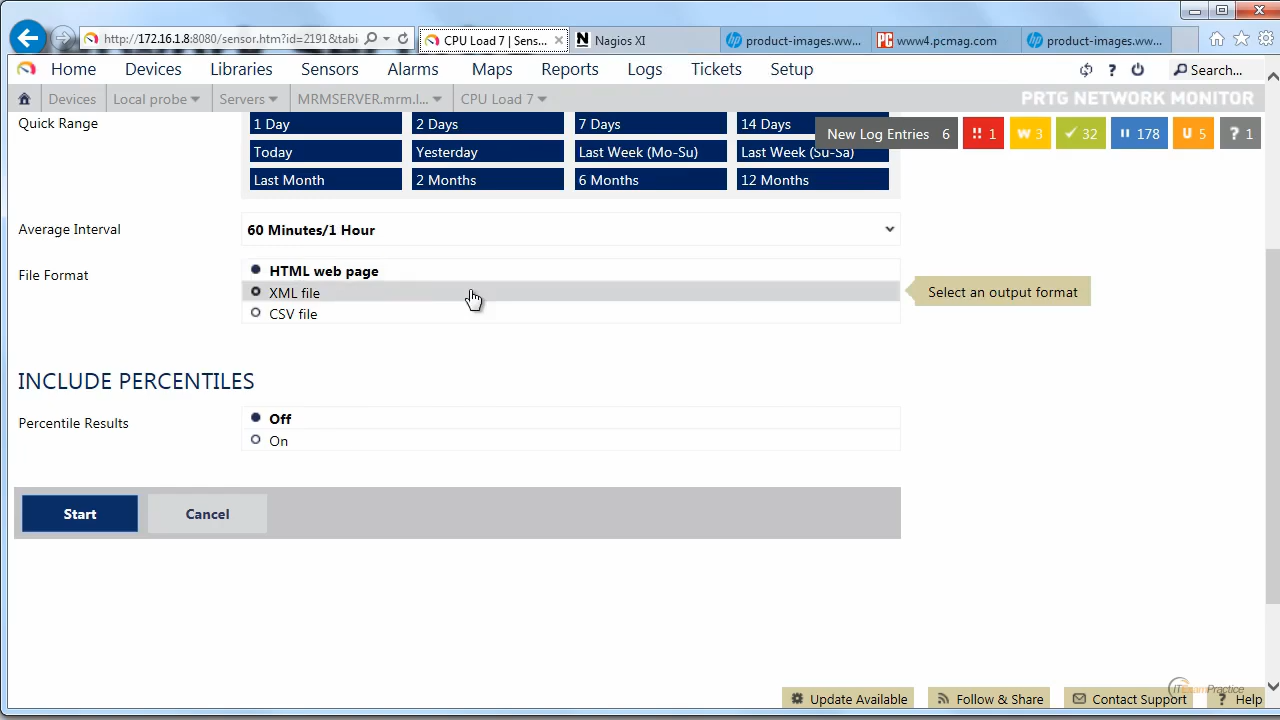 http://172.16.1.8:8080/sensor.htm?id=2191&tabi
CPU Load 7 | Sens...
Nagios XI
product-images.ww...
www4.pcmag.com
product-images.ww...
Home Devices Libraries Sensors Alarms Maps Reports Logs Tickets Setup
Search...
Devices Local probe Servers MRMSERVER.mrm.l... CPU Load 7
PRTG NETWORK MONITOR
New Log Entries 6 !! 1 W 3 32 178 U 5 ? 1
Quick Range
1 Day 2 Days 7 Days 14 Days
Today Yesterday Last Week (Mo-Su) Last Week (Su-Sa)
Last Month 2 Months 6 Months 12 Months
Average Interval
60 Minutes/1 Hour
File Format
HTML web page
XML file
CSV file
Select an output format
INCLUDE PERCENTILES
Percentile Results
Off
On
Start Cancel
ITExamPractice
Update Available Follow & Share Contact Support ? Help